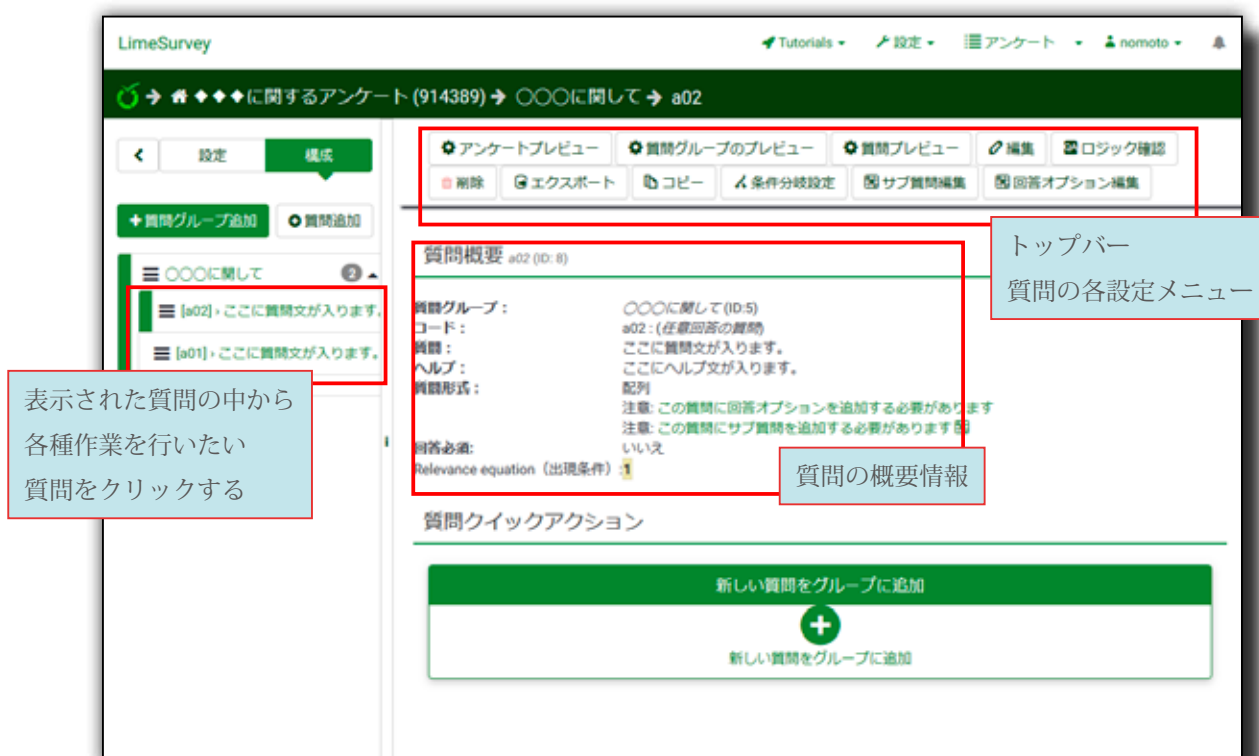 LimeSurvey
Tutorials
設定
アンケート
nomoto
◆◆◆に関するアンケート (914389) → 〇〇〇に関して → a02
設定
構成
アンケートプレビュー
質問グループのプレビュー
質問プレビュー
編集
ロジック確認
削除
エクスポート
コピー
条件分岐設定
サブ質問編集
回答オプション編集
+質問グループ追加
質問追加
〇〇〇に関して
2
[a02] › ここに質問文が入ります。
[a01] › ここに質問文が入ります。
表示された質問の中から
各種作業を行いたい
質問をクリックする
トップバー
質問の各設定メニュー
質問概要 a02 (ID: 8)
質問グループ : 〇〇〇に関して (ID:5)
コード : a02 : (任意回答の質問)
質問 : ここに質問文が入ります。
ヘルプ : ここにヘルプ文が入ります。
質問形式 : 配列
注意: この質問に回答オプションを追加する必要があります
注意: この質問にサブ質問を追加する必要があります
回答必須: いいえ
Relevance equation（出現条件） :1
質問の概要情報
質問クイックアクション
新しい質問をグループに追加
新しい質問をグループに追加